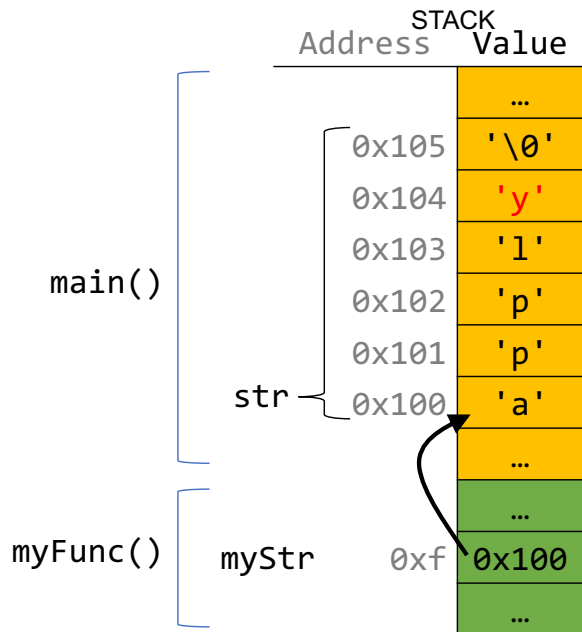 STACK
Address Value
…
0x105 '\0'
0x104 'y'
0x103 'l'
main() 0x102 'p'
0x101 'p'
str 0x100 'a'
…
…
myFunc() myStr 0xf 0x100
…